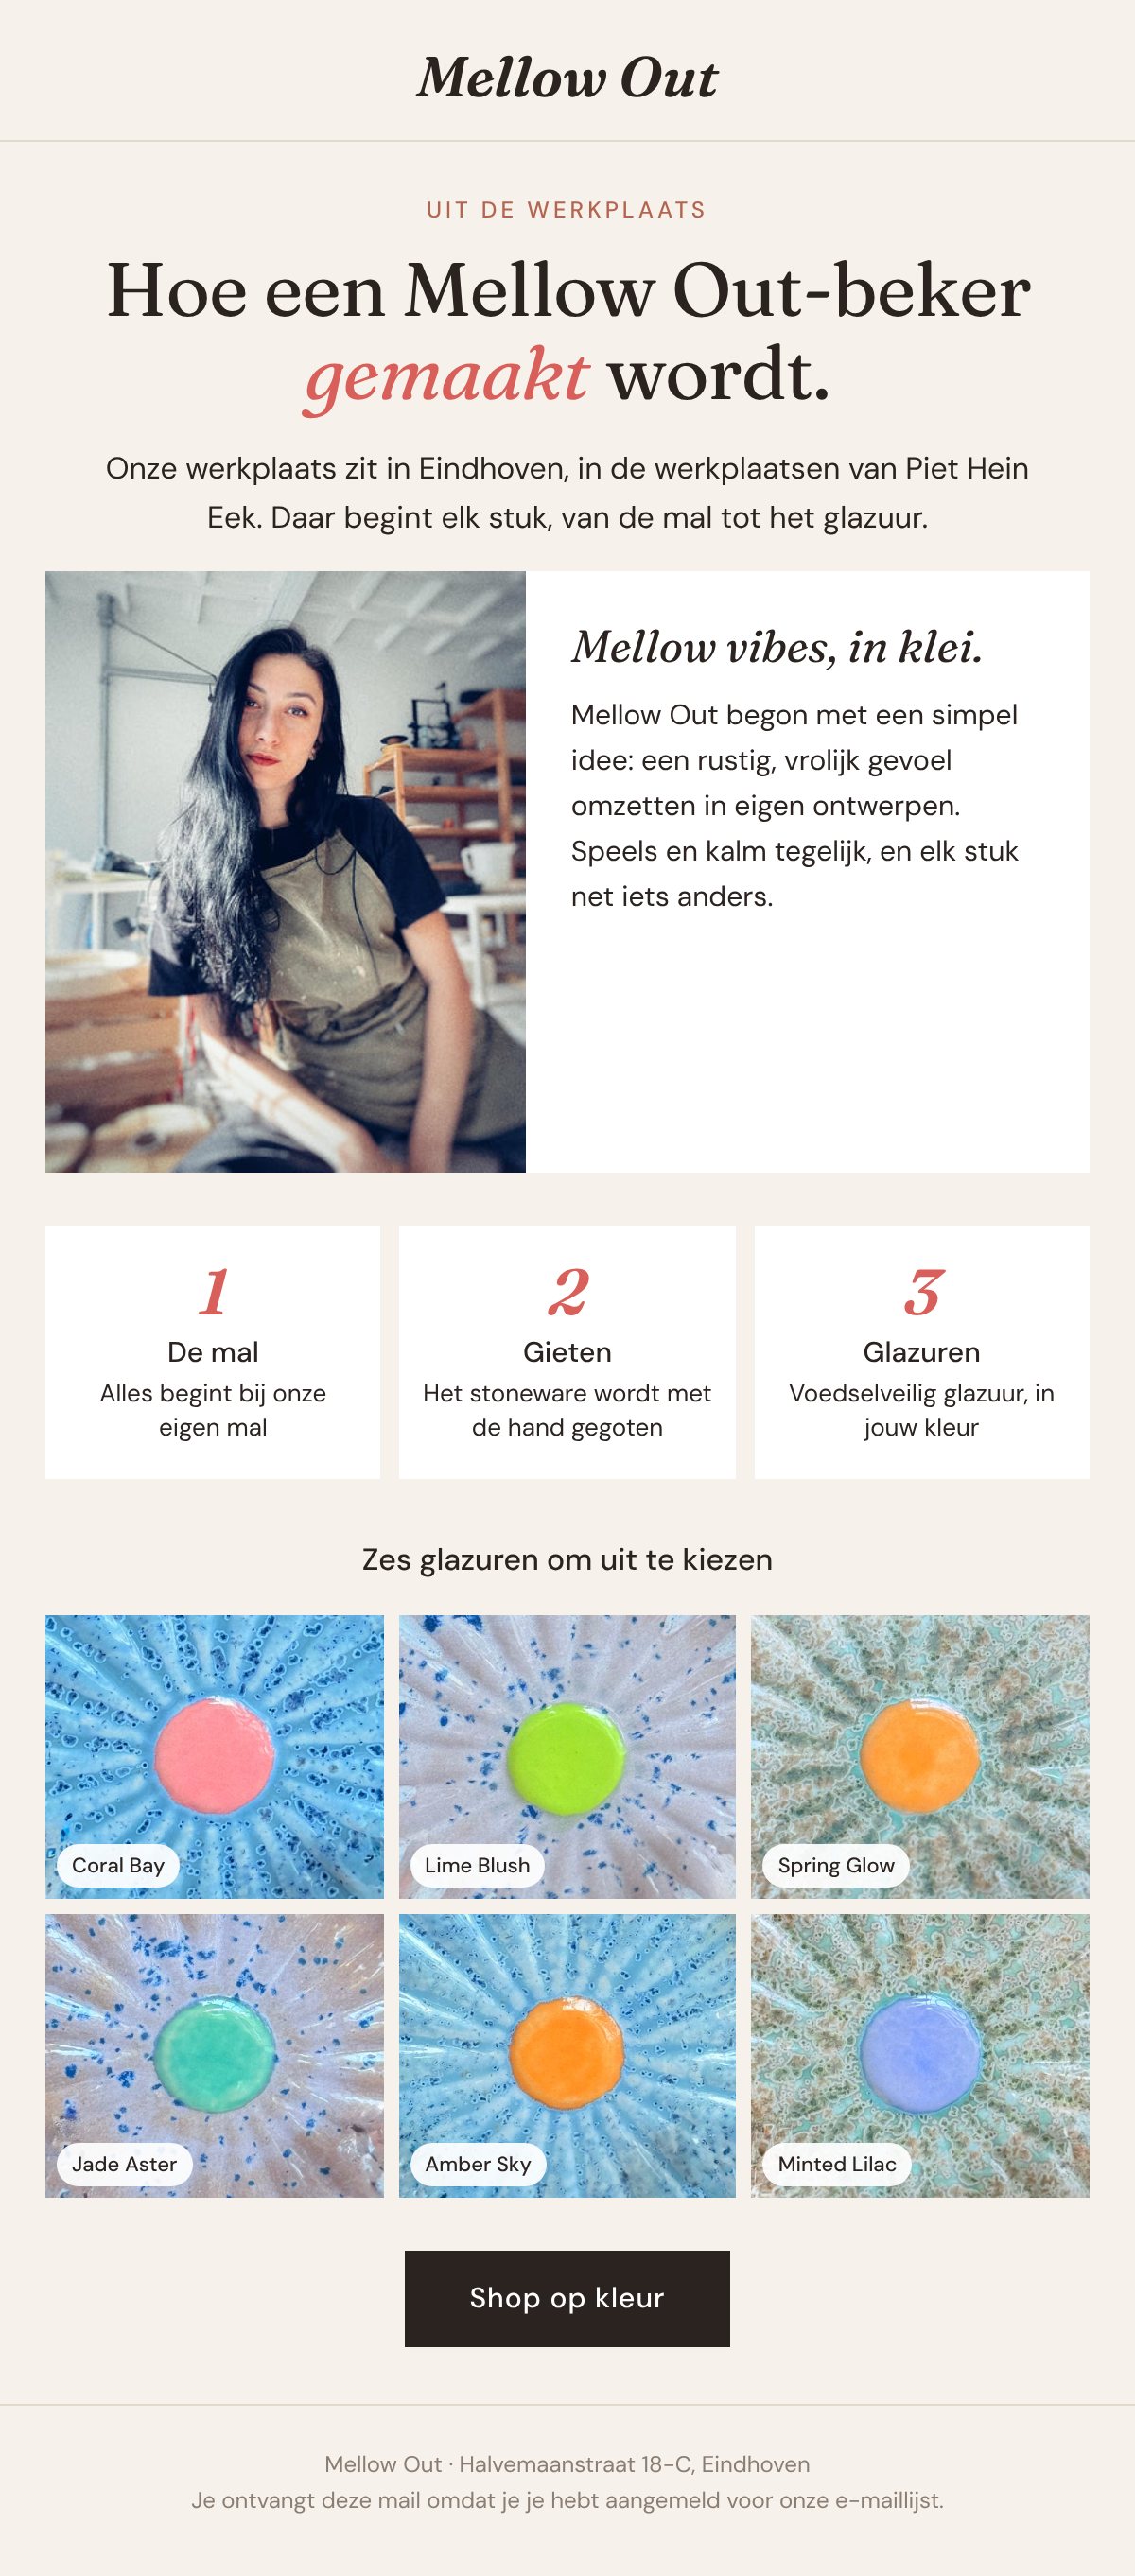 Mellow Out
UIT DE WERKPLAATS
Hoe een Mellow Out-beker
gemaakt wordt.
Onze werkplaats zit in Eindhoven, in de werkplaatsen van Piet Hein
Eek. Daar begint elk stuk, van de mal tot het glazuur.
Mellow vibes, in klei.
Mellow Out begon met een simpel
idee: een rustig, vrolijk gevoel
omzetten in eigen ontwerpen.
Speels en kalm tegelijk, en elk stuk
net iets anders.
1
De mal
Alles begint bij onze
eigen mal
2
Gieten
Het stoneware wordt met
de hand gegoten
3
Glazuren
Voedselveilig glazuur, in
jouw kleur
Zes glazuren om uit te kiezen
Coral Bay
Lime Blush
Spring Glow
Jade Aster
Amber Sky
Minted Lilac
Shop op kleur
Mellow Out · Halvemaanstraat 18-C, Eindhoven
Je ontvangt deze mail omdat je je hebt aangemeld voor onze e-maillijst.